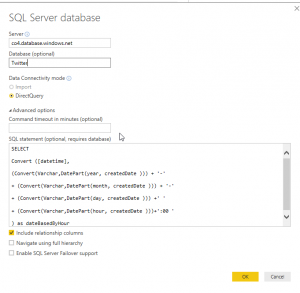 SQL Server database
Server
co4.database.windows.net
Database (optional)
Twitter
Data Connectivity mode
Import
DirectQuery
Advanced options
Command timeout in minutes (optional)
SQL statement (optional, requires database)
SELECT
Convert ([datetime],
(Convert(Varchar,DatePart(year, createdDate ))) + '-'
+ (Convert(Varchar,DatePart(month, createdDate ))) + '-'
+ (Convert(Varchar,DatePart(day, createdDate ))) +' '
+ (Convert(Varchar,DatePart(hour, createdDate )))+':00 '
) as dateBasedByHour
Include relationship columns
Navigate using full hierarchy
Enable SQL Server Failover support
OK Cancel